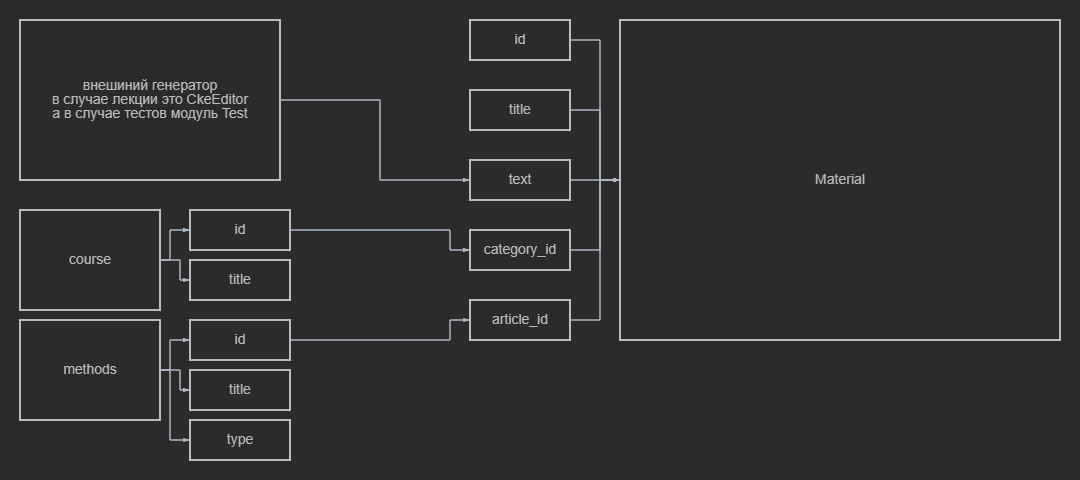 внешиний генератор
в случае лекции это CkeEditor
а в случае тестов модуль Test
id
title
text
category_id
article_id
Material
course
id
title
methods
id
title
type